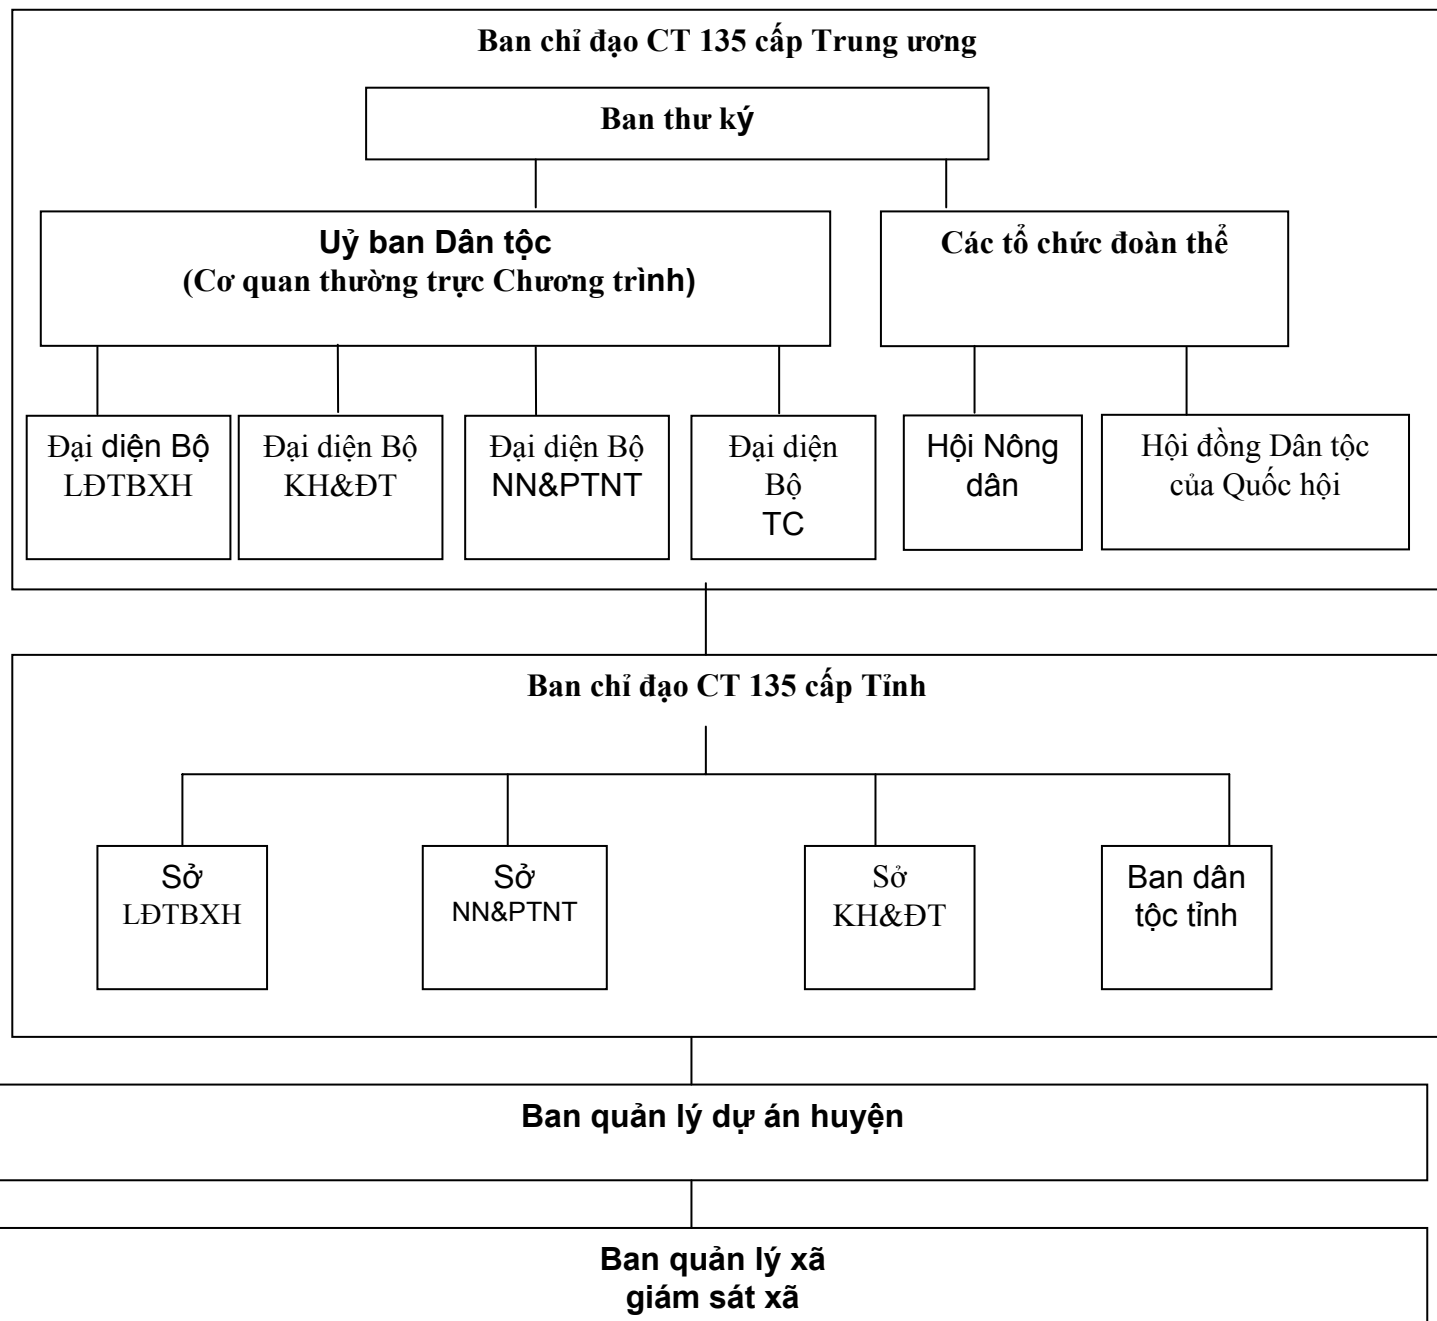 Ban chỉ đạo CT 135 cấp Trung ương
Ban thư ký
Uỷ ban Dân tộc
(Cơ quan thường trực Chương trình)
Các tổ chức đoàn thể
Đại diện Bộ
LĐTBXH
Đại diện Bộ
KH&ĐT
Đại diện Bộ
NN&PTNT
Đại diện
Bộ
TC
Hội Nông
dân
Hội đồng Dân tộc
của Quốc hội
Ban chỉ đạo CT 135 cấp Tỉnh
Sở
LĐTBXH
Sở
NN&PTNT
Sở
KH&ĐT
Ban dân
tộc tỉnh
Ban quản lý dự án huyện
Ban quản lý xã
giám sát xã